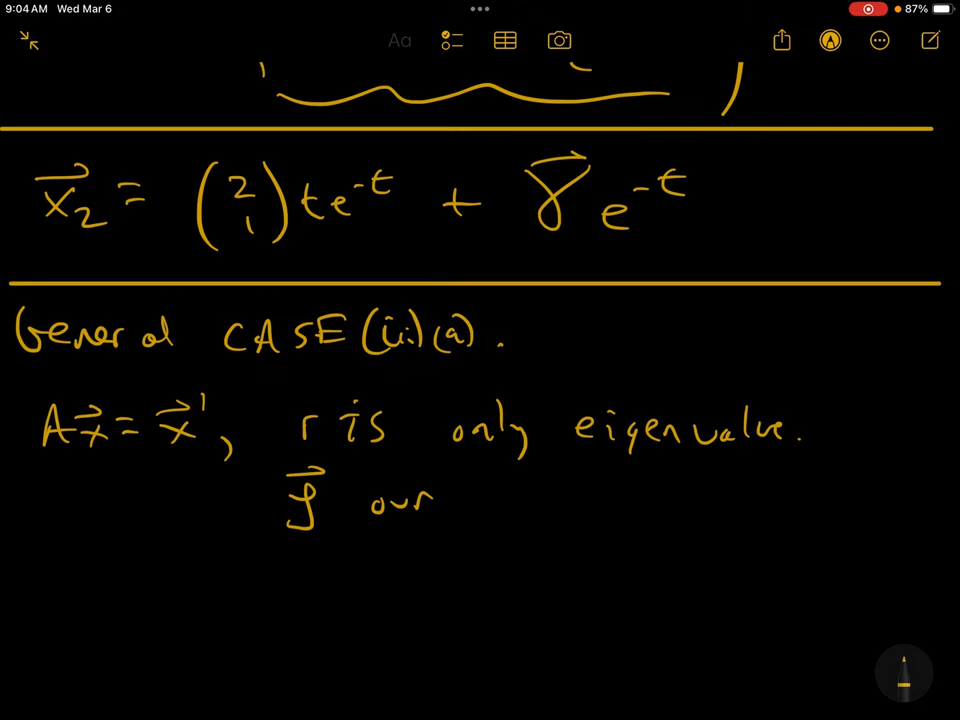 9:04 AM Wed Mar 6
87%
Aa
x⃗₂ = (2 1) te^-t + γ⃗ e^-t
General CASE (ii)(a).
Ax⃗ = x⃗', r is only eigenvalue.
ξ⃗ our